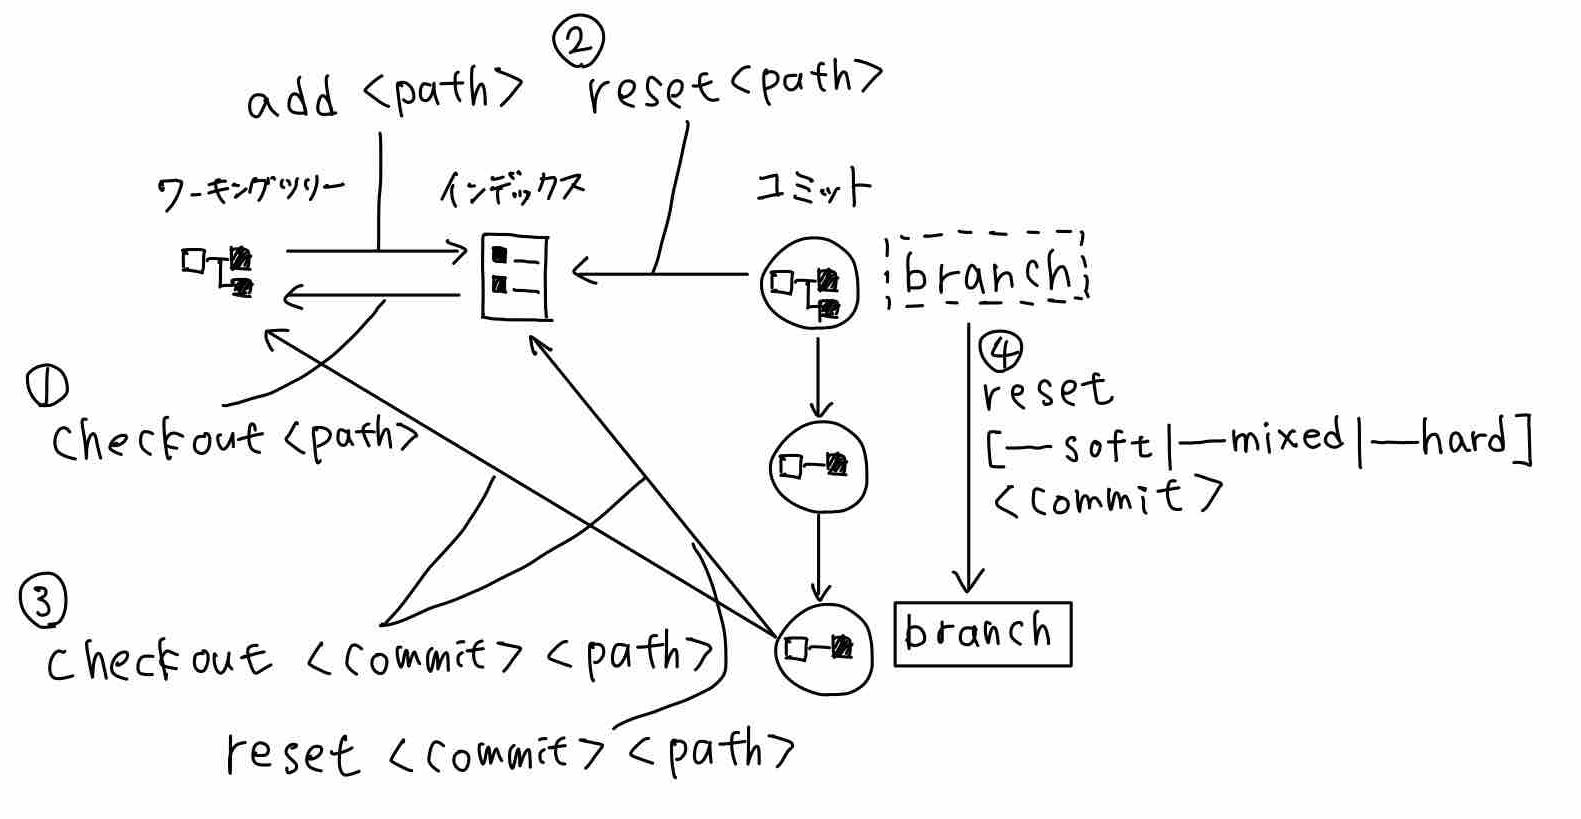 ②
add <path>
reset <path>
ワーキングツリー
インデックス
コミット
branch
①
checkout <path>
④
reset
[--soft|--mixed|--hard]
<commit>
③
checkout <commit> <path>
branch
reset <commit> <path>